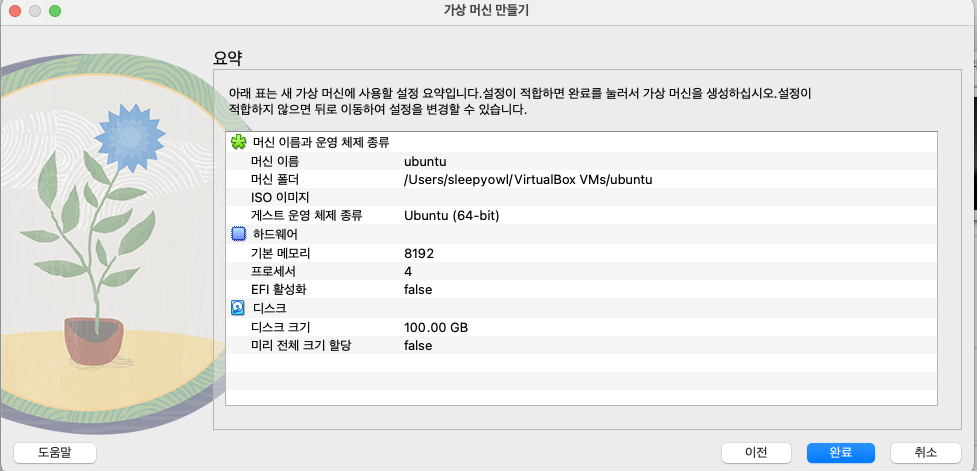 가상 머신 만들기
요약
아래 표는 새 가상 머신에 사용할 설정 요약입니다.설정이 적합하면 완료를 눌러서 가상 머신을 생성하십시오.설정이
적합하지 않으면 뒤로 이동하여 설정을 변경할 수 있습니다.
머신 이름과 운영 체제 종류
머신 이름 ubuntu
머신 폴더 /Users/sleepyowl/VirtualBox VMs/ubuntu
ISO 이미지
게스트 운영 체제 종류 Ubuntu (64-bit)
하드웨어
기본 메모리 8192
프로세서 4
EFI 활성화 false
디스크
디스크 크기 100.00 GB
미리 전체 크기 할당 false
도움말 이전 완료 취소